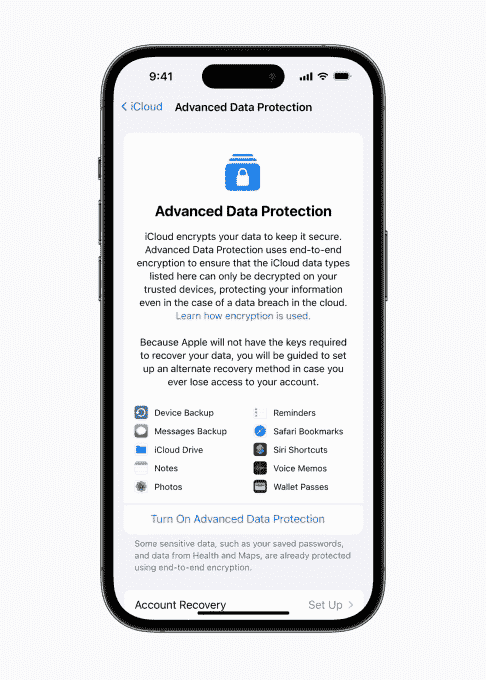 9:41
iCloud
Advanced Data Protection
Advanced Data Protection
iCloud encrypts your data to keep it secure.
Advanced Data Protection uses end-to-end
encryption to ensure that the iCloud data types
listed here can only be decrypted on your
trusted devices, protecting your information
even in the case of a data breach in the cloud.
Learn how encryption is used.
Because Apple will not have the keys required
to recover your data, you will be guided to set
up an alternate recovery method in case you
ever lose access to your account.
Device Backup
Reminders
Messages Backup
Safari Bookmarks
iCloud Drive
Siri Shortcuts
Notes
Voice Memos
Photos
Wallet Passes
Turn On Advanced Data Protection
Some sensitive data, such as your saved passwords,
and data from Health and Maps, are already protected
using end-to-end encryption.
Account Recovery
Set Up